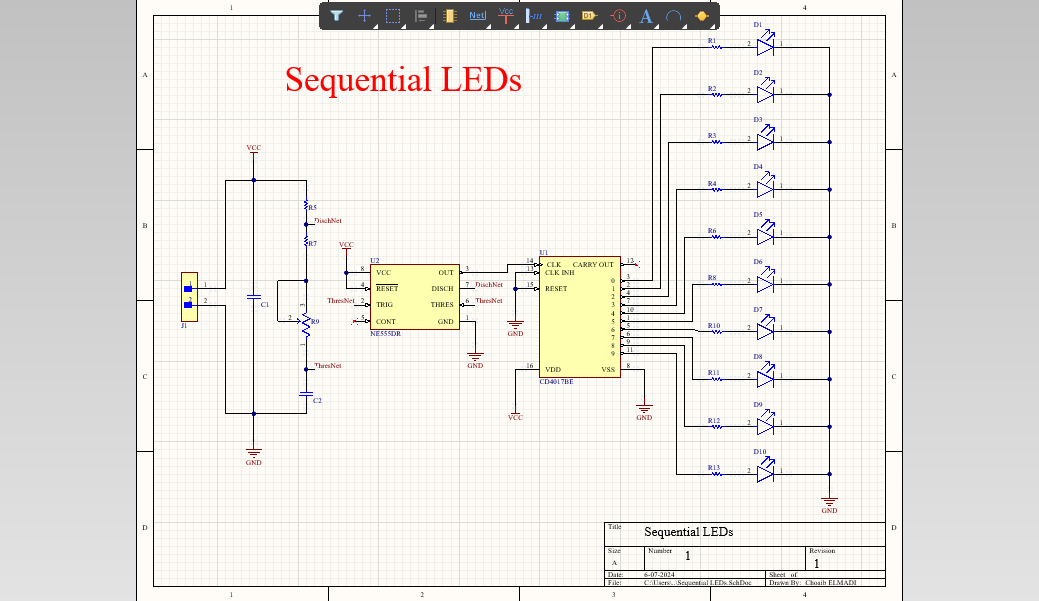 1
4
Net
Vcc
D1
A
Sequential LEDs
A
R1 2 D1 1
R2 2 D2 1
R3 2 D3 1
VCC
R4 2 D4 1
R5
DischNet
B
B
R6 2 D5 1
R7
VCC
U2
U1
8 VCC OUT 3
14 CLK CARRY OUT 12
13 CLK INH
R8 2 D6 1
4 RESET DISCH 7 DischNet
15 RESET
0 3
1 2
2 4
3 7
4 10
5 1
6 5
7 6
8 9
9 11
1 1
2 2
J1
C1
3
2 R9
1
ThresNet 2 TRIG THRES 6 ThresNet
5 CONT GND 1
NE555DR
GND
GND
R10 2 D7 1
ThresNet
16 VDD VSS 8
CD4017BE
C
C
R11 2 D8 1
C2
VCC
GND
R12 2 D9 1
GND
R13 2 D10 1
GND
D
D
Title Sequential LEDs
Size A
Number 1
Revision 1
Date: 6-07-2024 Sheet of
File: C:\Users\..\Sequential LEDs.SchDoc Drawn By: Choaib ELMADI
1
2
3
4